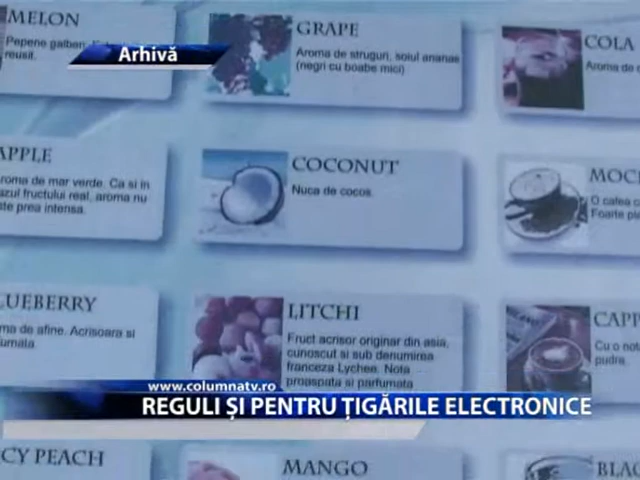 MELON
Pepene galben.
reusit.
Arhivă
GRAPE
Aroma de struguri, soiul ananas
(negri cu boabe mici)
COLA
Aroma de
APPLE
roma de mar verde. Ca si in
azul fructului real, aroma nu
te prea intensa.
COCONUT
Nuca de cocos.
MOC
O cafea
Foarte
LUEBERRY
ma de afine. Acrisoara si
umata.
LITCHI
Fruct acrisor originar din asia,
cunoscut si sub denumirea
franceza Lychee. Nota
proaspata si parfumata
CAPP
Cu o nota
pudra.
www.columnatv.ro
REGULI ȘI PENTRU ȚIGĂRILE ELECTRONICE
CY PEACH
MANGO
BLAC